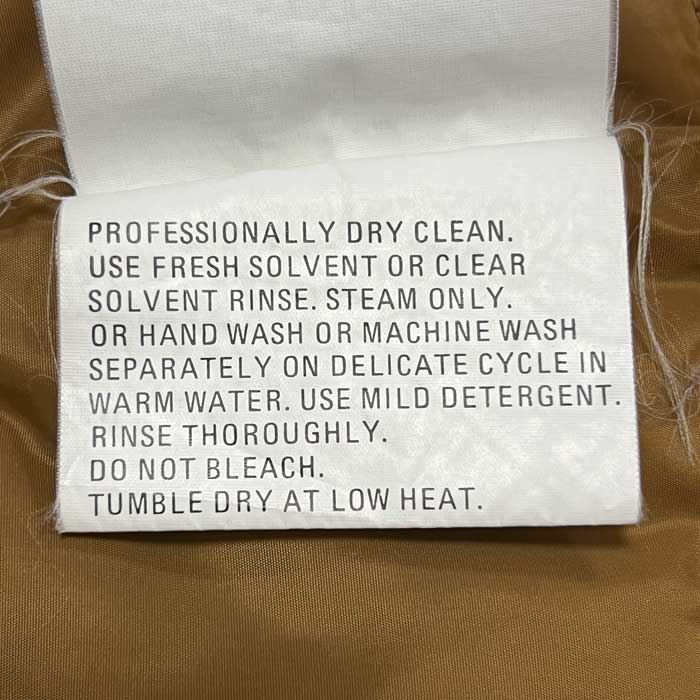 PROFESSIONALLY DRY CLEAN.
USE FRESH SOLVENT OR CLEAR
SOLVENT RINSE. STEAM ONLY.
OR HAND WASH OR MACHINE WASH
SEPARATELY ON DELICATE CYCLE IN
WARM WATER. USE MILD DETERGENT.
RINSE THOROUGHLY.
DO NOT BLEACH.
TUMBLE DRY AT LOW HEAT.